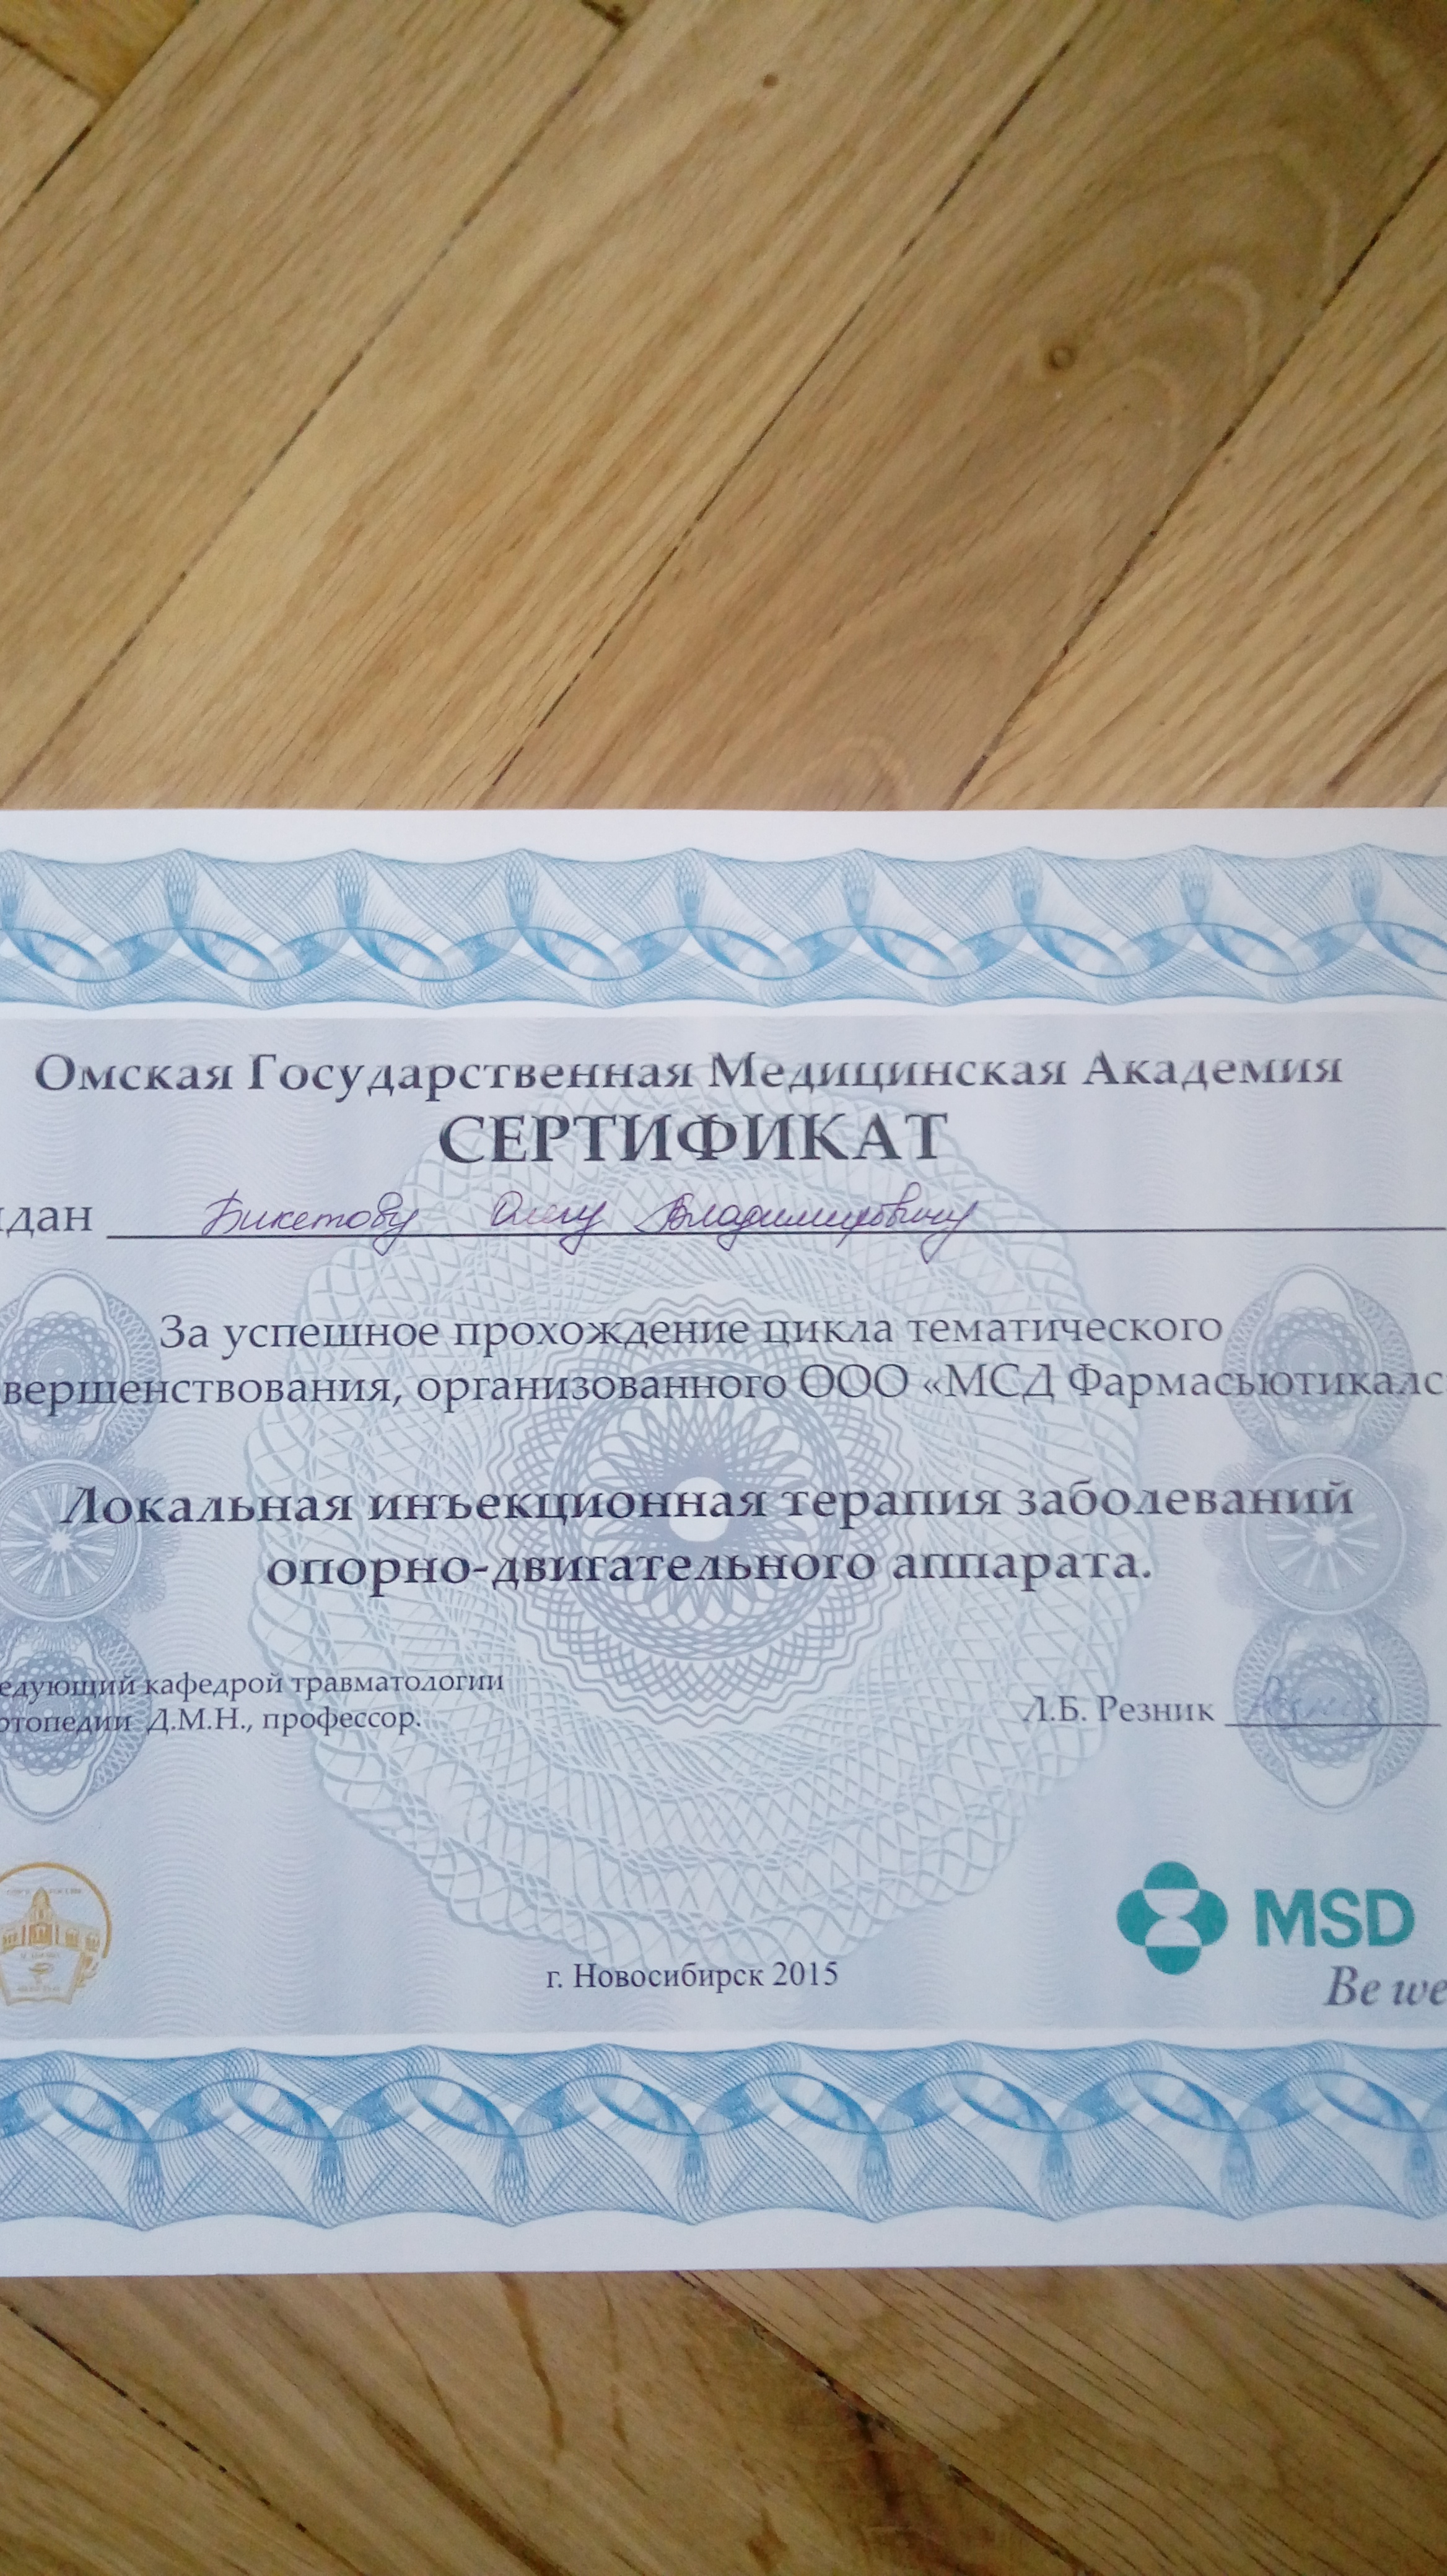 Омская Государственная Медицинская Академия
СЕРТИФИКАТ
дан Бикетову Олегу Владимировичу
За успешное прохождение цикла тематического
вершенствования, организованного ООО «МСД Фармасьютикалс
Локальная инъекционная терапия заболеваний
опорно-двигательного аппарата.
едующий кафедрой травматологии
ртопедии Д.М.Н., профессор.
Л.Б. Резник
MSD
Be we
г. Новосибирск 2015